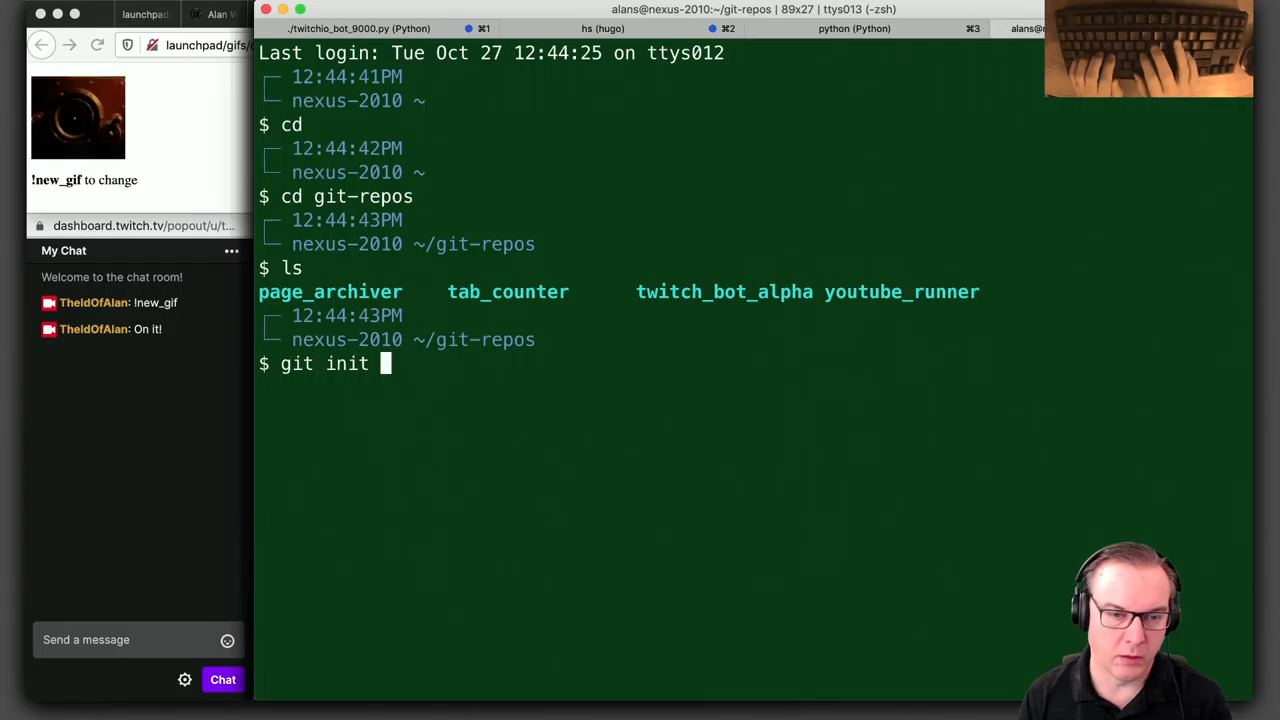 launchpad
Alan W
launchpad/gifs/
!new_gif to change
dashboard.twitch.tv/popout/u/t...
My Chat
Welcome to the chat room!
TheIdOfAlan: !new_gif
TheIdOfAlan: On it!
Send a message
Chat
alans@nexus-2010:~/git-repos | 89x27 | ttys013 (-zsh)
./twitchio_bot_9000.py (Python) ⌘1
hs (hugo) ⌘2
python (Python) ⌘3
Last login: Tue Oct 27 12:44:25 on ttys012
12:44:41PM
nexus-2010 ~
$ cd
12:44:42PM
nexus-2010 ~
$ cd git-repos
12:44:43PM
nexus-2010 ~/git-repos
$ ls
page_archiver tab_counter twitch_bot_alpha youtube_runner
12:44:43PM
nexus-2010 ~/git-repos
$ git init